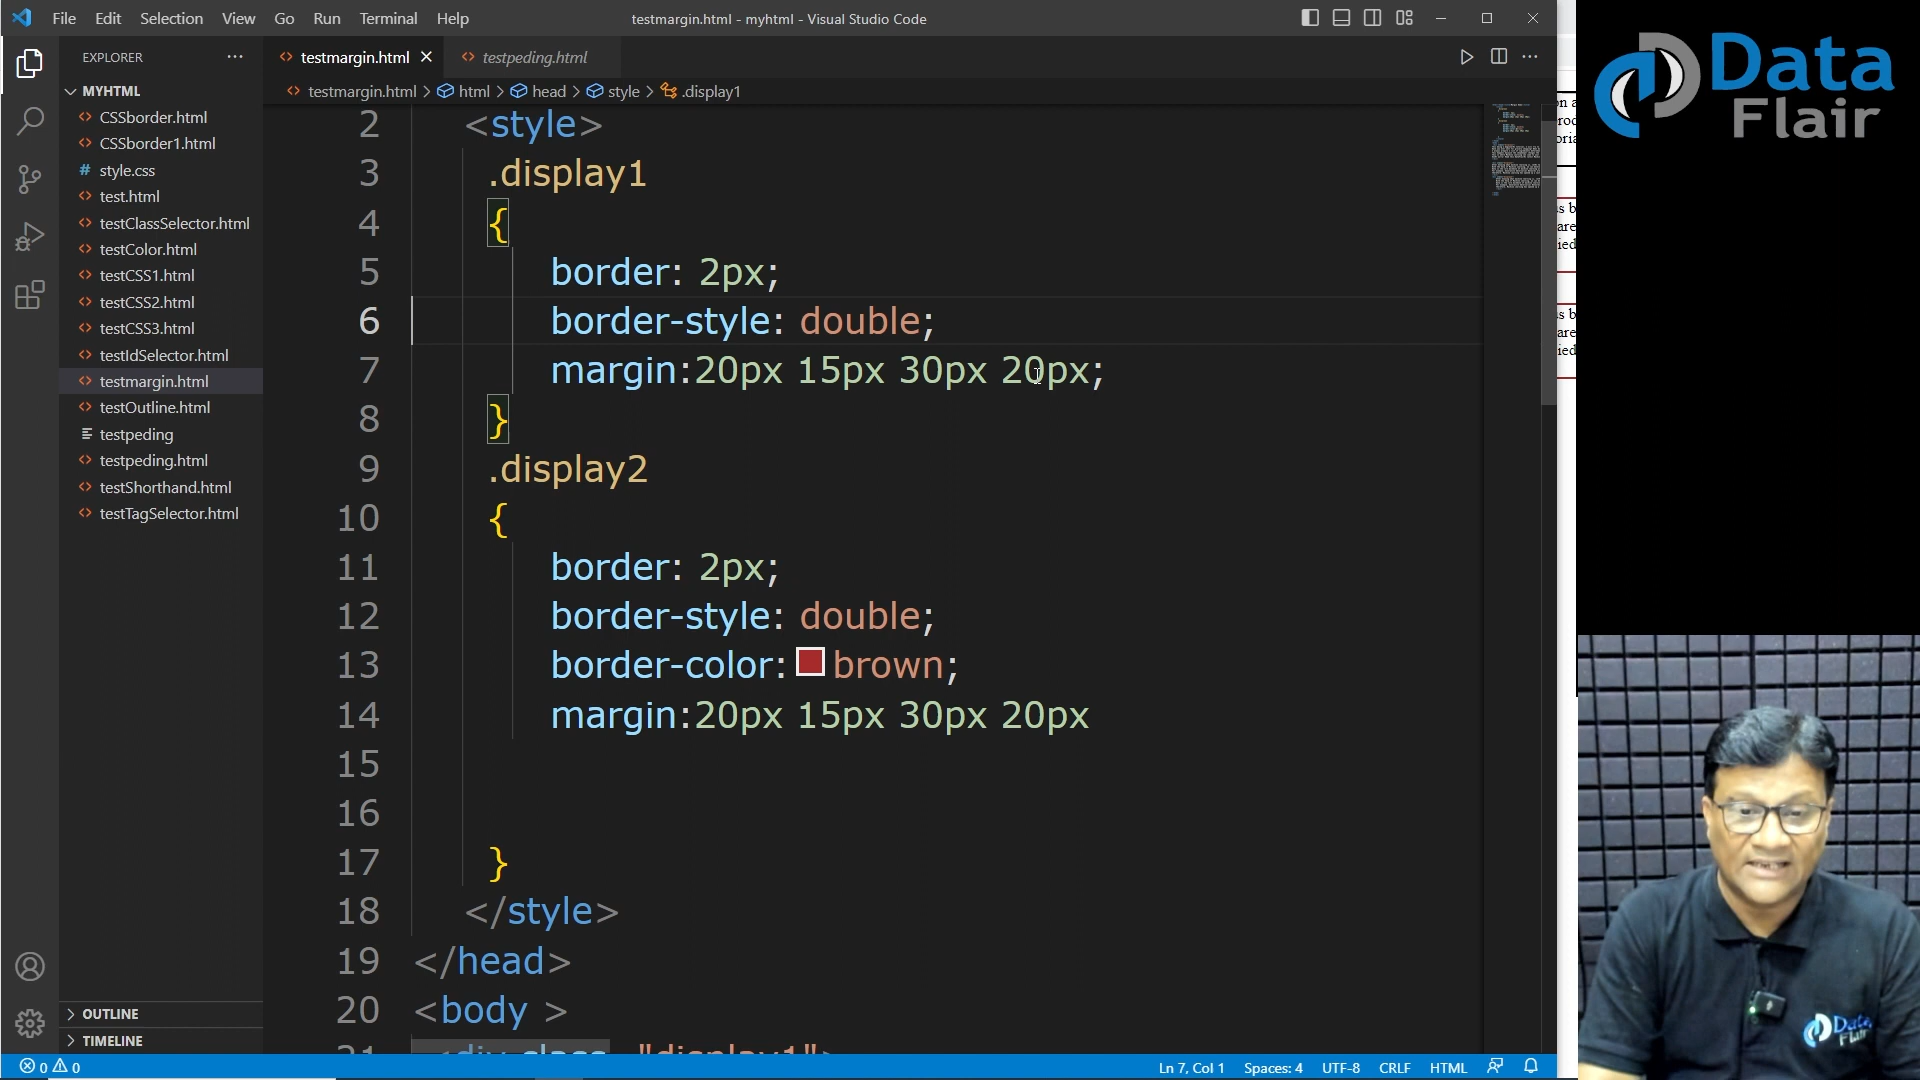 File Edit Selection View Go Run Terminal Help
testmargin.html - myhtml - Visual Studio Code
EXPLORER
MYHTML
CSSborder.html
CSSborder1.html
# style.css
test.html
testClassSelector.html
testColor.html
testCSS1.html
testCSS2.html
testCSS3.html
testIdSelector.html
testmargin.html
testOutline.html
testpeding
testpeding.html
testShorthand.html
testTagSelector.html
OUTLINE
TIMELINE
testmargin.html testpeding.html
testmargin.html > html > head > style > .display1
2 <style>
3 .display1
4 {
5 border: 2px;
6 border-style: double;
7 margin:20px 15px 30px 20px;
8 }
9 .display2
10 {
11 border: 2px;
12 border-style: double;
13 border-color: brown;
14 margin:20px 15px 30px 20px
15
16
17 }
18 </style>
19 </head>
20 <body >
0 0
Ln 7, Col 1 Spaces: 4 UTF-8 CRLF HTML
Data
Flair
Data
Flair